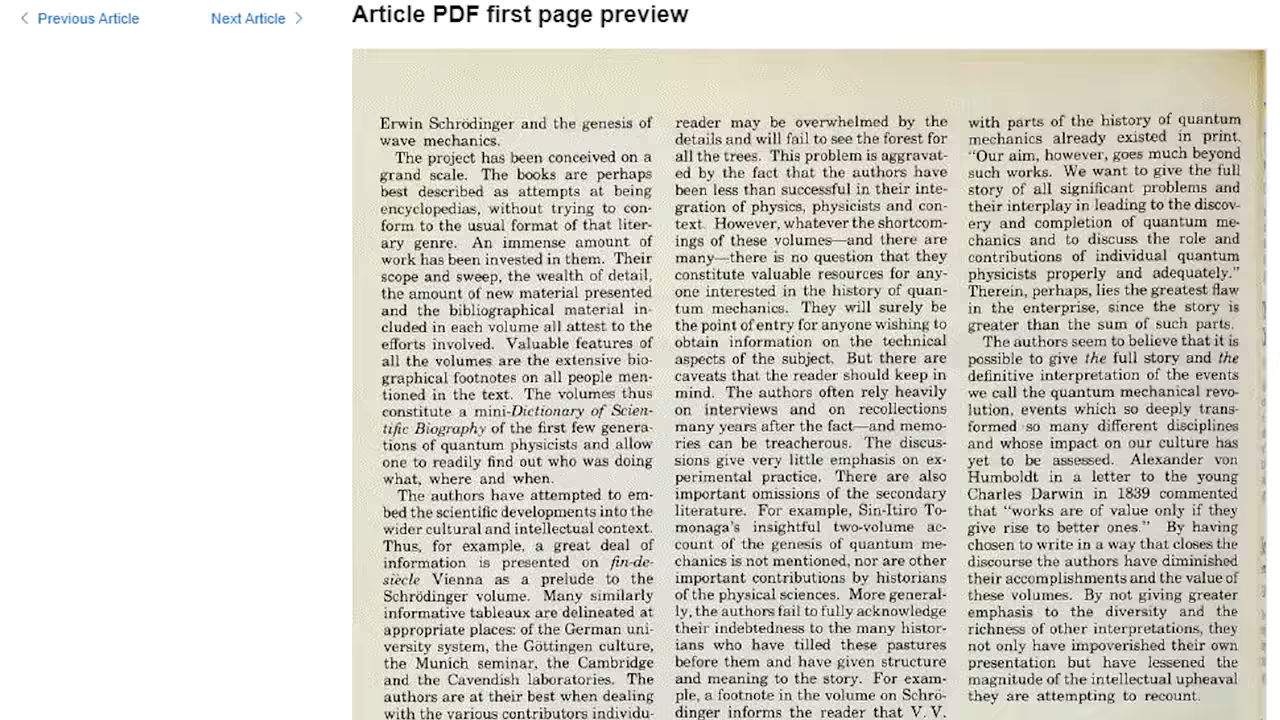 Previous Article
Next Article
Article PDF first page preview
Erwin Schrödinger and the genesis of
wave mechanics.
The project has been conceived on a
grand scale. The books are perhaps
best described as attempts at being
encyclopedias, without trying to con-
form to the usual format of that liter-
ary genre. An immense amount of
work has been invested in them. Their
scope and sweep, the wealth of detail,
the amount of new material presented
and the bibliographical material in-
cluded in each volume all attest to the
efforts involved. Valuable features of
all the volumes are the extensive bio-
graphical footnotes on all people men-
tioned in the text. The volumes thus
constitute a mini-Dictionary of Scien-
tific Biography of the first few genera-
tions of quantum physicists and allow
one to readily find out who was doing
what, where and when.
The authors have attempted to em-
bed the scientific developments into the
wider cultural and intellectual context.
Thus, for example, a great deal of
information is presented on fin-de-
siècle Vienna as a prelude to the
Schrödinger volume. Many similarly
informative tableaux are delineated at
appropriate places: of the German uni-
versity system, the Göttingen culture,
the Munich seminar, the Cambridge
and the Cavendish laboratories. The
authors are at their best when dealing
with the various contributors individu-
reader may be overwhelmed by the
details and will fail to see the forest for
all the trees. This problem is aggravat-
ed by the fact that the authors have
been less than successful in their inte-
gration of physics, physicists and con-
text. However, whatever the shortcom-
ings of these volumes—and there are
many—there is no question that they
constitute valuable resources for any-
one interested in the history of quan-
tum mechanics. They will surely be
the point of entry for anyone wishing to
obtain information on the technical
aspects of the subject. But there are
caveats that the reader should keep in
mind. The authors often rely heavily
on interviews and on recollections
many years after the fact—and memo-
ries can be treacherous. The discus-
sions give very little emphasis on ex-
perimental practice. There are also
important omissions of the secondary
literature. For example, Sin-Itiro To-
monaga's insightful two-volume ac-
count of the genesis of quantum me-
chanics is not mentioned, nor are other
important contributions by historians
of the physical sciences. More general-
ly, the authors fail to fully acknowledge
their indebtedness to the many histor-
ians who have tilled these pastures
before them and have given structure
and meaning to the story. For exam-
ple, a footnote in the volume on Schrö-
dinger informs the reader that V. V.
with parts of the history of quantum
mechanics already existed in print.
"Our aim, however, goes much beyond
such works. We want to give the full
story of all significant problems and
their interplay in leading to the discov-
ery and completion of quantum me-
chanics and to discuss the role and
contributions of individual quantum
physicists properly and adequately."
Therein, perhaps, lies the greatest flaw
in the enterprise, since the story is
greater than the sum of such parts.
The authors seem to believe that it is
possible to give the full story and the
definitive interpretation of the events
we call the quantum mechanical revo-
lution, events which so deeply trans-
formed so many different disciplines
and whose impact on our culture has
yet to be assessed. Alexander von
Humboldt in a letter to the young
Charles Darwin in 1839 commented
that "works are of value only if they
give rise to better ones." By having
chosen to write in a way that closes the
discourse the authors have diminished
their accomplishments and the value of
these volumes. By not giving greater
emphasis to the diversity and the
richness of other interpretations, they
not only have impoverished their own
presentation but have lessened the
magnitude of the intellectual upheaval
they are attempting to recount.